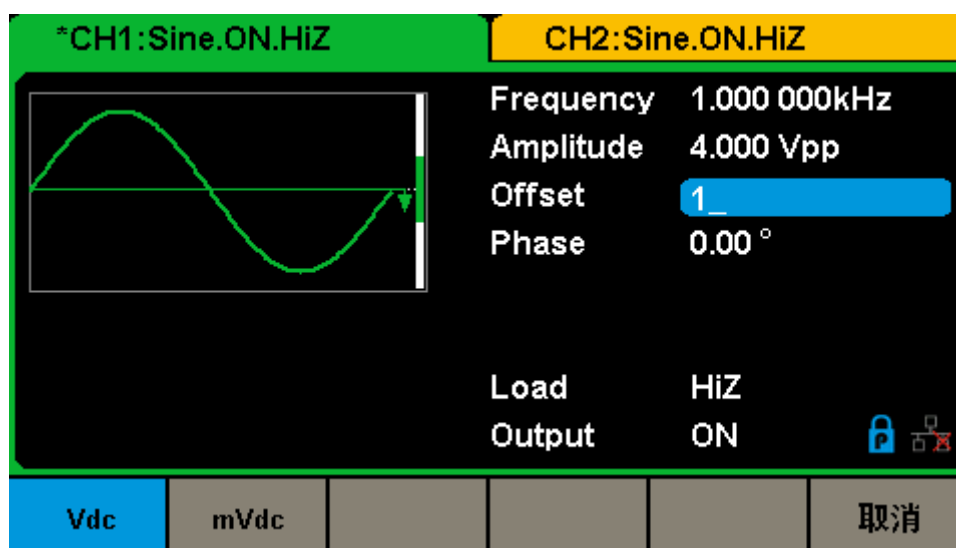 *CH1:Sine.ON.HiZ CH2:Sine.ON.HiZ
Frequency 1.000 000kHz
Amplitude 4.000 Vpp
Offset 1_
Phase 0.00 °
Load HiZ
Output ON
P
Vdc mVdc 取消